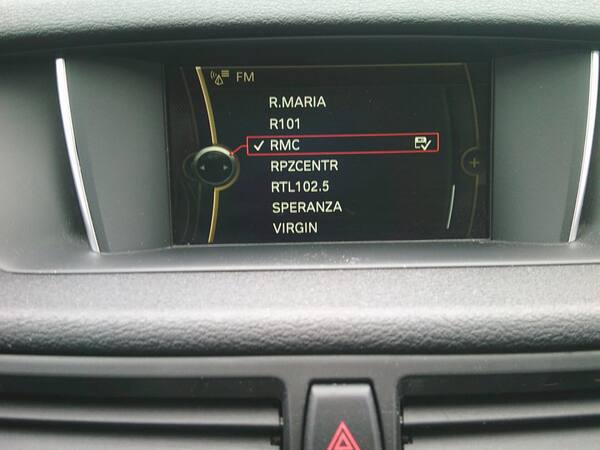 FM
R.MARIA
R101
RMC
RPZCENTR
RTL102.5
SPERANZA
VIRGIN